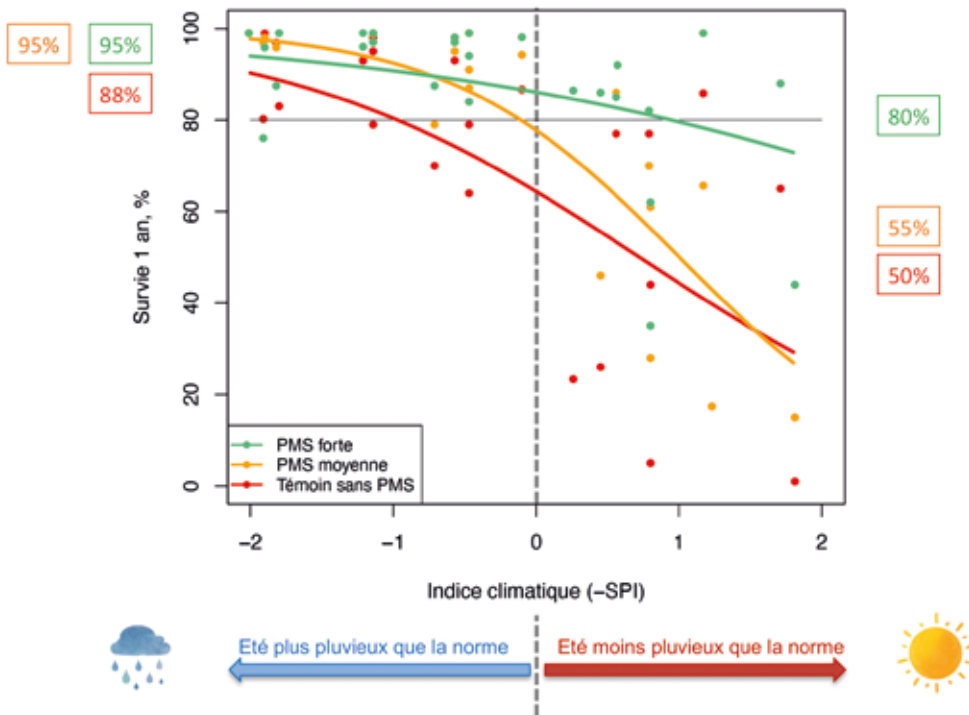 95%
95%
88%
100
80
60
40
20
0
Survie 1 an, %
80%
55%
50%
PMS forte
PMS moyenne
Témoin sans PMS
-2
-1
0
1
2
Indice climatique (-SPI)
Eté plus pluvieux que la norme
Eté moins pluvieux que la norme